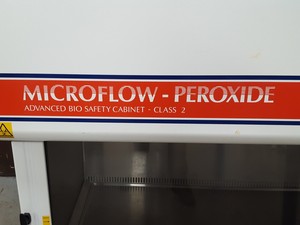 MICROFLOW - PEROXIDE
ADVANCED BIO SAFETY CABINET - CLASS 2